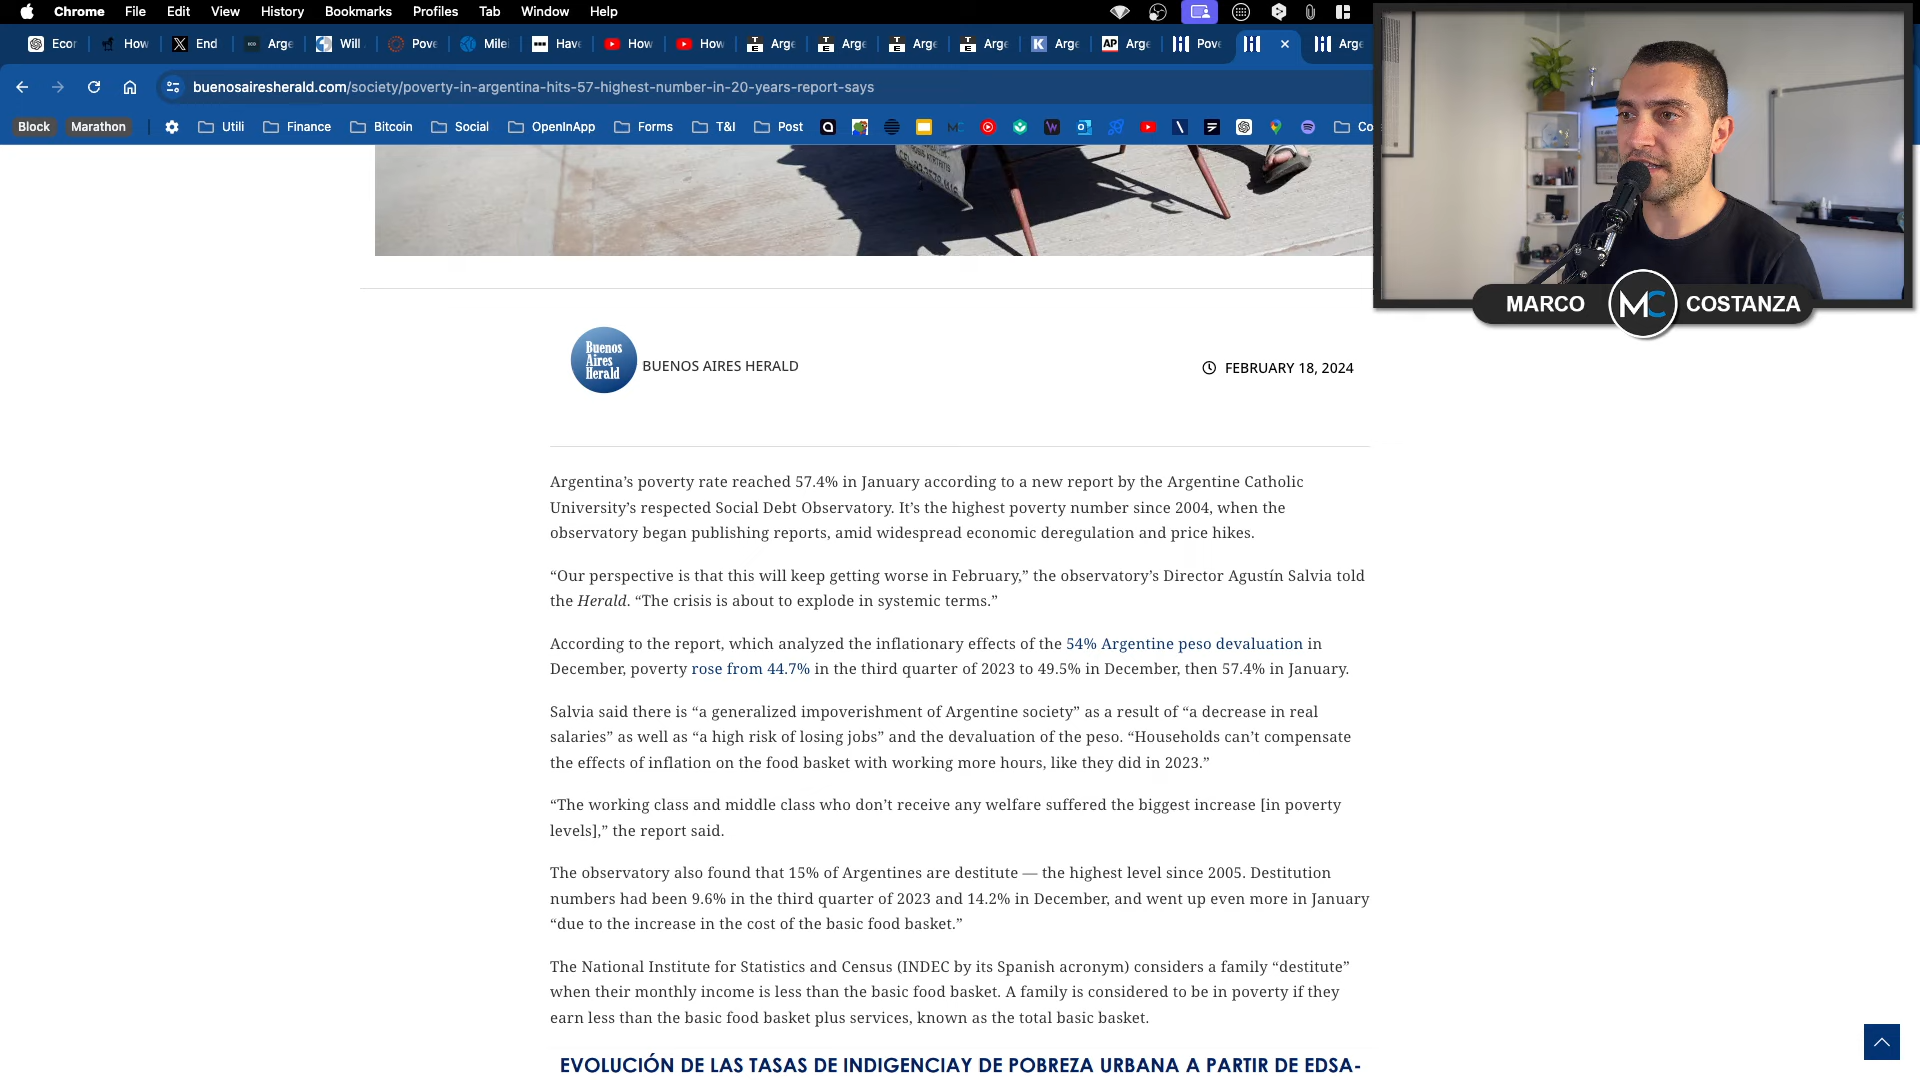 Chrome File Edit View History Bookmarks Profiles Tab Window Help
Ecor How End Arge Will Pove Milei Have How How Arge Arge Arge Arge Arge Arge Pove Arge
buenosairesherald.com/society/poverty-in-argentina-hits-57-highest-number-in-20-years-report-says
Block Marathon Utili Finance Bitcoin Social OpenInApp Forms T&I Post Co
MARCO MC COSTANZA
Buenos
Aires
Herald
BUENOS AIRES HERALD
FEBRUARY 18, 2024
Argentina’s poverty rate reached 57.4% in January according to a new report by the Argentine Catholic
University’s respected Social Debt Observatory. It’s the highest poverty number since 2004, when the
observatory began publishing reports, amid widespread economic deregulation and price hikes.
“Our perspective is that this will keep getting worse in February,” the observatory’s Director Agustín Salvia told
the Herald. “The crisis is about to explode in systemic terms.”
According to the report, which analyzed the inflationary effects of the 54% Argentine peso devaluation in
December, poverty rose from 44.7% in the third quarter of 2023 to 49.5% in December, then 57.4% in January.
Salvia said there is “a generalized impoverishment of Argentine society” as a result of “a decrease in real
salaries” as well as “a high risk of losing jobs” and the devaluation of the peso. “Households can’t compensate
the effects of inflation on the food basket with working more hours, like they did in 2023.”
“The working class and middle class who don’t receive any welfare suffered the biggest increase [in poverty
levels],” the report said.
The observatory also found that 15% of Argentines are destitute — the highest level since 2005. Destitution
numbers had been 9.6% in the third quarter of 2023 and 14.2% in December, and went up even more in January
“due to the increase in the cost of the basic food basket.”
The National Institute for Statistics and Census (INDEC by its Spanish acronym) considers a family “destitute”
when their monthly income is less than the basic food basket. A family is considered to be in poverty if they
earn less than the basic food basket plus services, known as the total basic basket.
EVOLUCIÓN DE LAS TASAS DE INDIGENCIAY DE POBREZA URBANA A PARTIR DE EDSA-